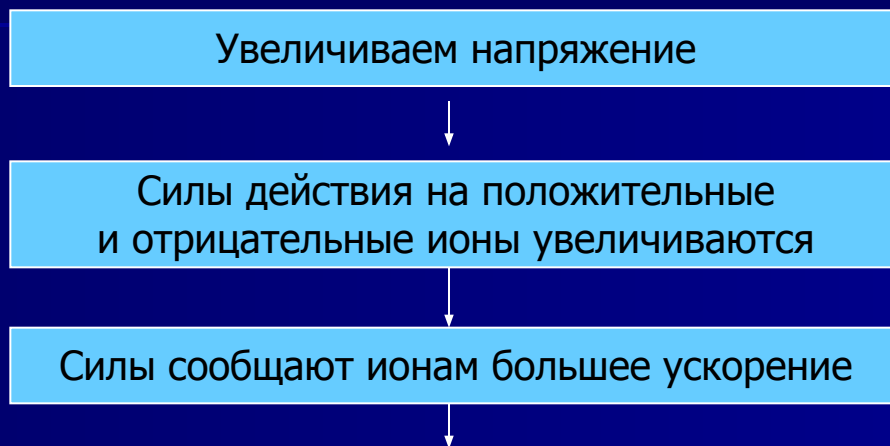 Увеличиваем напряжение
Силы действия на положительные
и отрицательные ионы увеличиваются
Силы сообщают ионам большее ускорение